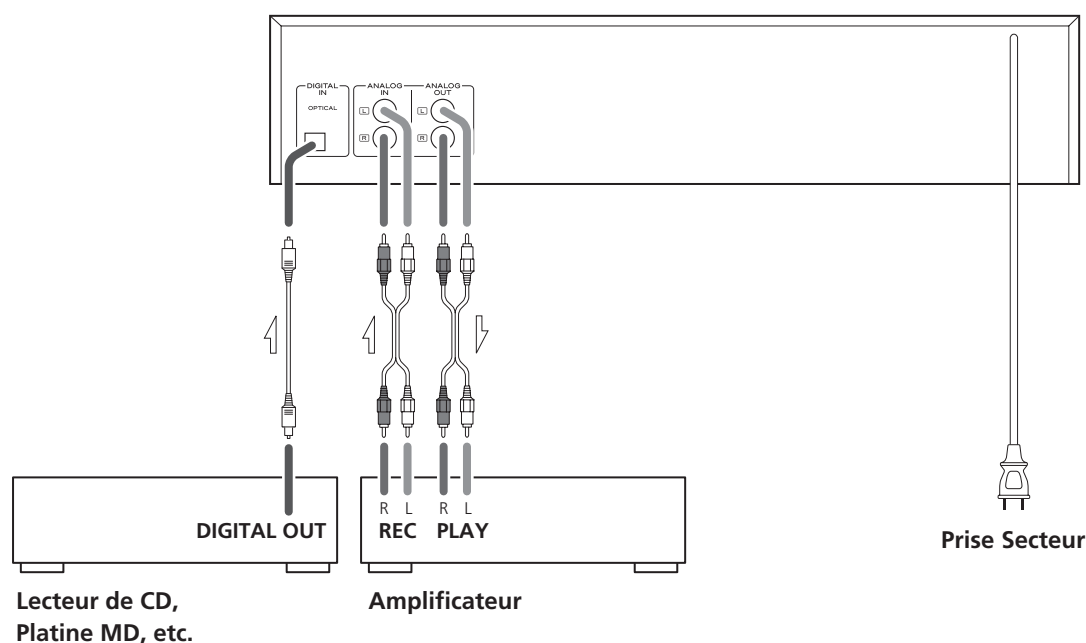 DIGITAL
IN
OPTICAL
ANALOG
IN
L
R
ANALOG
OUT
L
R
DIGITAL OUT
R L
REC
R L
PLAY
Prise Secteur
Lecteur de CD,
Platine MD, etc.
Amplificateur